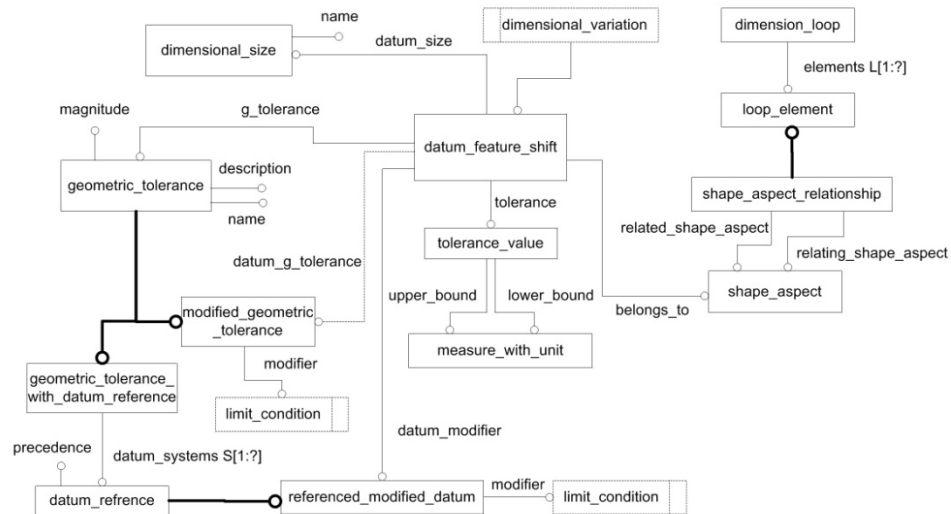 name
dimensional_size
datum_size
dimensional_variation
dimension_loop
elements L[1:?]
magnitude
g_tolerance
loop_element
datum_feature_shift
geometric_tolerance
description
name
shape_aspect_relationship
tolerance
related_shape_aspect
tolerance_value
relating_shape_aspect
datum_g_tolerance
shape_aspect
upper_bound
lower_bound
belongs_to
modified_geometric
_tolerance
measure_with_unit
modifier
geometric_tolerance_
with_datum_reference
limit_condition
datum_modifier
precedence
datum_systems S[1:?]
datum_refrence
referenced_modified_datum
modifier
limit_condition